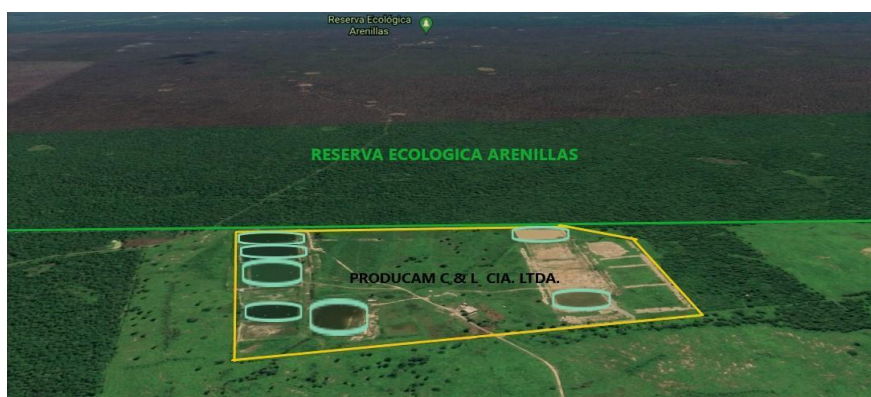 Reserva Ecológica
Arenillas
RESERVA ECOLOGICA ARENILLAS
PRODUCAM C & L CIA. LTDA.